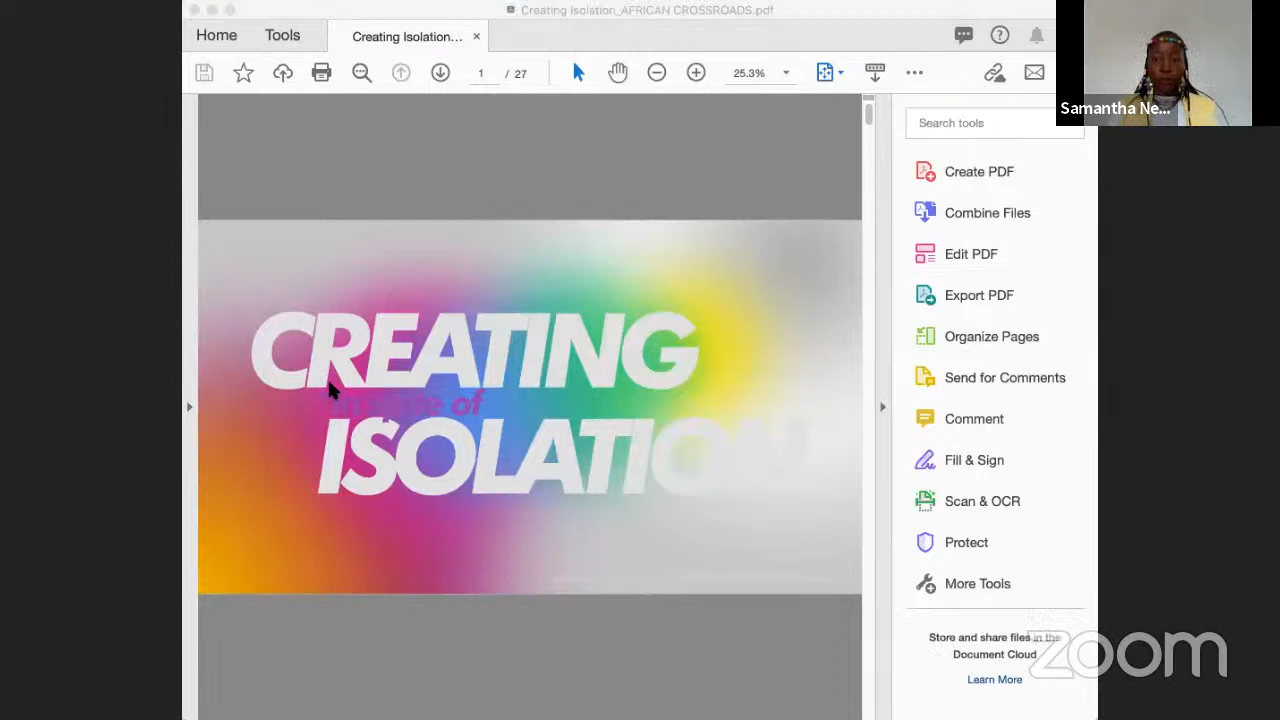 Creating Isolation_AFRICAN CROSSROADS.pdf
Home Tools Creating Isolation... ×
1 / 27 25.3%
Samantha Ne...
Search tools
Create PDF
Combine Files
Edit PDF
Export PDF
Organize Pages
Send for Comments
Comment
Fill & Sign
Scan & OCR
Protect
More Tools
Store and share files in the
Document Cloud
Learn More
CREATING
of
ISOLATION
zoom